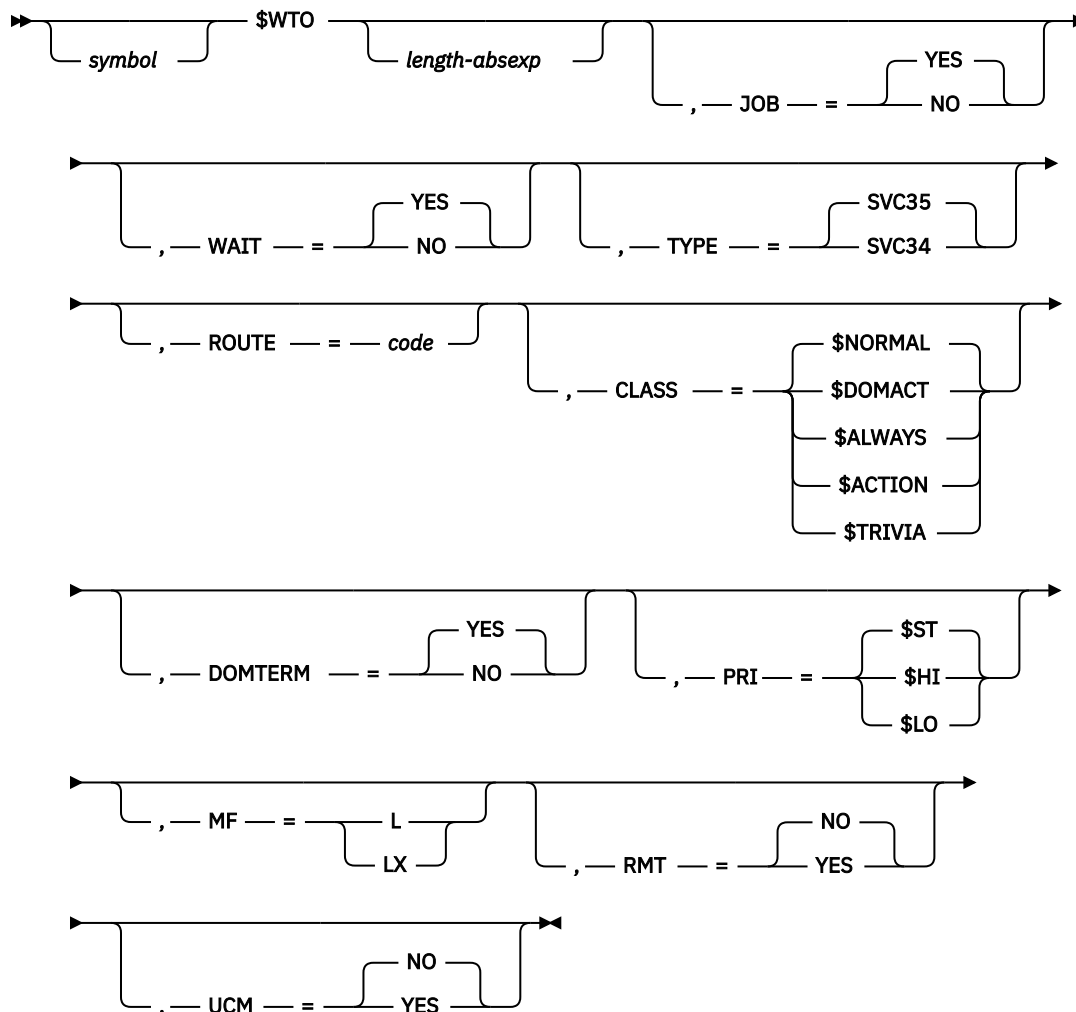 $WTO
symbol length-absexp YES
, JOB = NO
YES SVC35
, WAIT = NO , TYPE = SVC34
, ROUTE = code $NORMAL
, CLASS = $DOMACT
$ALWAYS
$ACTION
$TRIVIA
YES $ST
, DOMTERM = NO , PRI = $HI
$LO
, MF = L NO
LX , RMT = YES
NO
, UCM = YES